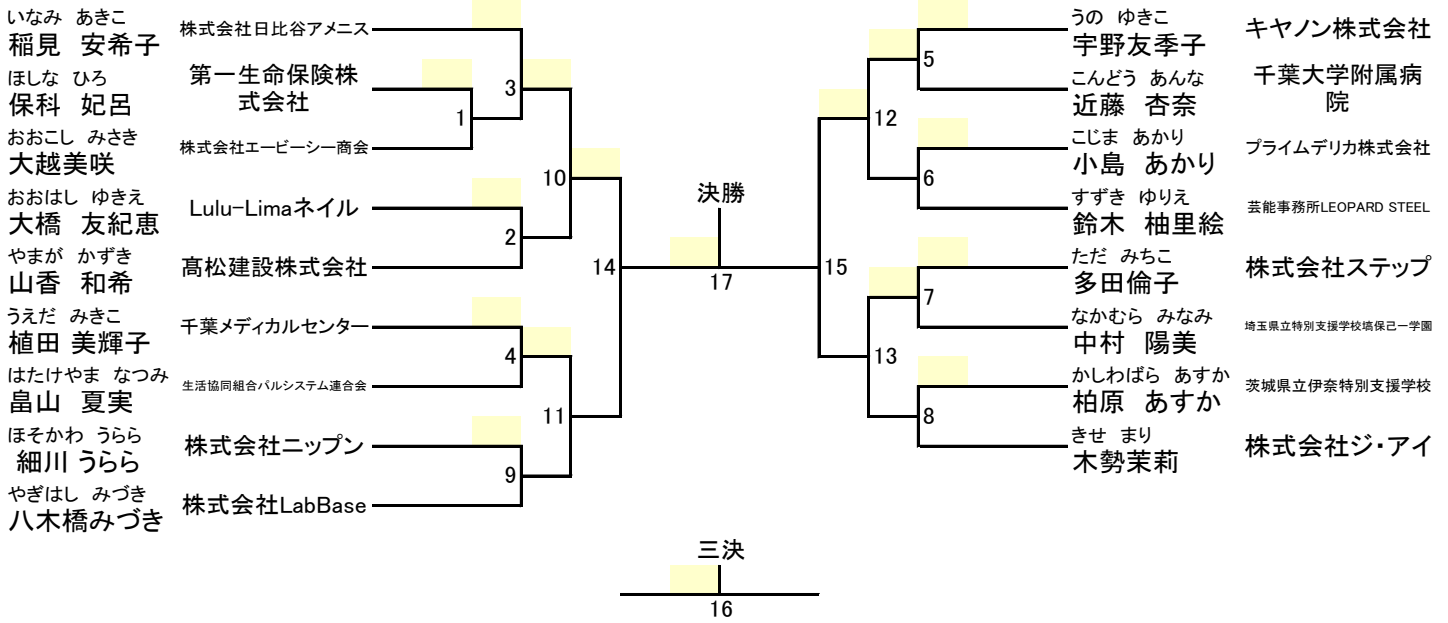 いなみ あきこ
稲見 安希子 株式会社日比谷アメニス
ほしな ひろ
保科 妃呂 第一生命保険株
式会社
おおこし みさき
大越美咲 株式会社エービーシー商会
おおはし ゆきえ
大橋 友紀恵 Lulu-Limaネイル
やまが かずき
山香 和希 髙松建設株式会社
うえだ みきこ
植田 美輝子 千葉メディカルセンター
はたけやま なつみ
畠山 夏実 生活協同組合パルシステム連合会
ほそかわ うらら
細川 うらら 株式会社ニップン
やぎはし みづき
八木橋みづき 株式会社LabBase
3
1
10
2
14
4
11
9
決勝
17
三決
16
5
12
6
15
7
13
8
うの ゆきこ
宇野友季子 キヤノン株式会社
こんどう あんな
近藤 杏奈 千葉大学附属病
院
こじま あかり
小島 あかり プライムデリカ株式会社
すずき ゆりえ
鈴木 柚里絵 芸能事務所LEOPARD STEEL
ただ みちこ
多田倫子 株式会社ステップ
なかむら みなみ
中村 陽美 埼玉県立特別支援学校塙保己一学園
かしわばら あすか
柏原 あすか 茨城県立伊奈特別支援学校
きせ まり
木勢茉莉 株式会社ジ・アイ